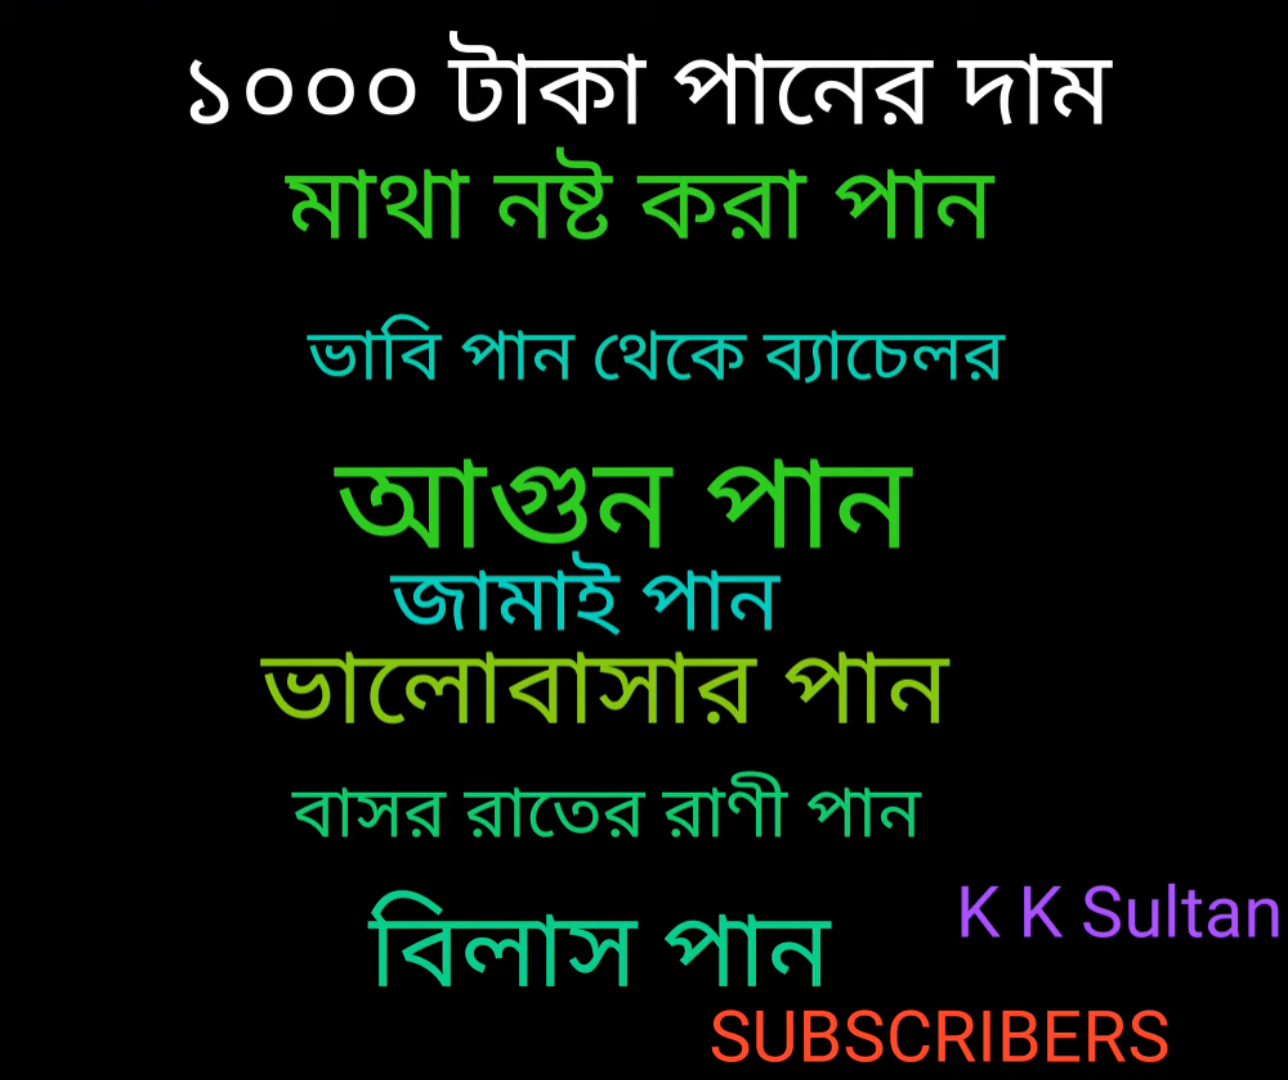 ১০০০ টাকা পানের দাম
মাথা নষ্ট করা পান
ভাবি পান থেকে ব্যাচেলর
আগুন পান
জামাই পান
ভালোবাসার পান
বাসর রাতের রাণী পান
বিলাস পান
K K Sultan
SUBSCRIBERS